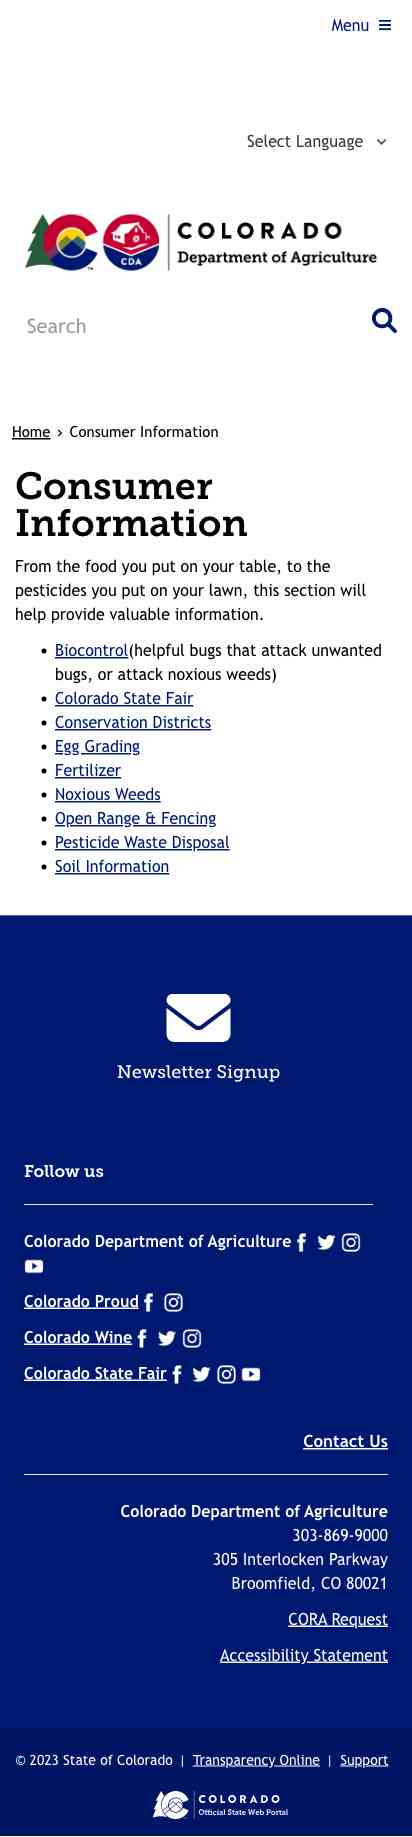 Menu
Select Language
CDA
TM
COLORADO
Department of Agriculture
Search
Home › Consumer Information
Consumer
Information
From the food you put on your table, to the
pesticides you put on your lawn, this section will
help provide valuable information.
• Biocontrol(helpful bugs that attack unwanted
bugs, or attack noxious weeds)
• Colorado State Fair
• Conservation Districts
• Egg Grading
• Fertilizer
• Noxious Weeds
• Open Range & Fencing
• Pesticide Waste Disposal
• Soil Information
Newsletter Signup
Follow us
Colorado Department of Agriculture
Colorado Proud
Colorado Wine
Colorado State Fair
Contact Us
Colorado Department of Agriculture
303-869-9000
305 Interlocken Parkway
Broomfield, CO 80021
CORA Request
Accessibility Statement
© 2023 State of Colorado | Transparency Online | Support
COLORADO
Official State Web Portal